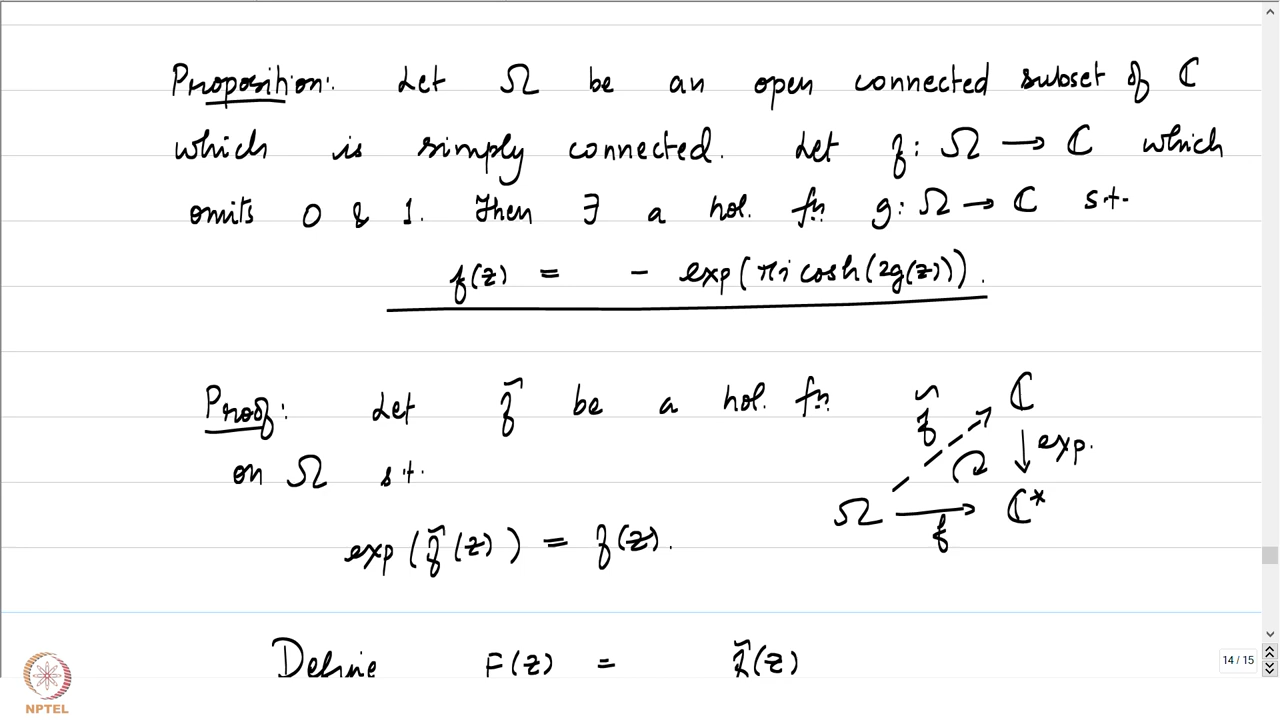 Proposition: Let Ω be an open connected subset of ℂ
which is simply connected. Let f: Ω → ℂ which
omits 0 & 1. Then ∃ a hol. fn. g: Ω → ℂ s.t.
f(z) = - exp(πi cosh(2g(z))).
Proof: Let f̃ be a hol. fn.
on Ω s.t.
exp(f̃(z)) = f(z).
f̃ ℂ
↓ exp.
Ω → ℂ*
f
Define F(z) = f̃(z)
14 / 15
NPTEL